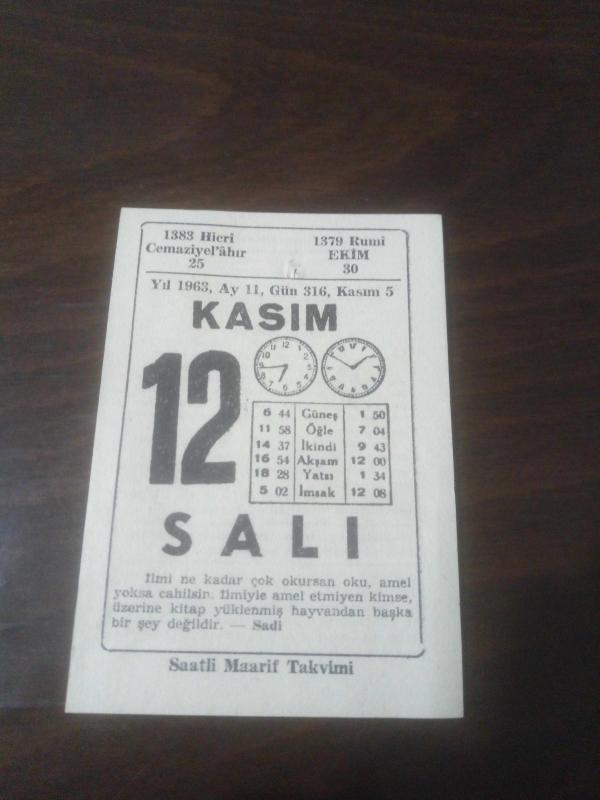 1383 Hicri
Cemaziyel'âhır
25
1379 Rumî
EKİM
30
Yıl 1963, Ay 11, Gün 316, Kasım 5
KASIM
12
6 44 Güneş 1 50
11 58 Öğle 7 04
14 37 İkindi 9 43
16 54 Akşam 12 00
18 28 Yatsı 1 34
5 02 İmsak 12 08
SALI
İlmi ne kadar çok okursan oku, amel
yoksa cahilsin. İlmiyle amel etmiyen kimse,
üzerine kitap yüklenmiş hayvandan başka
bir şey değildir. — Sadi
Saatli Maarif Takvimi